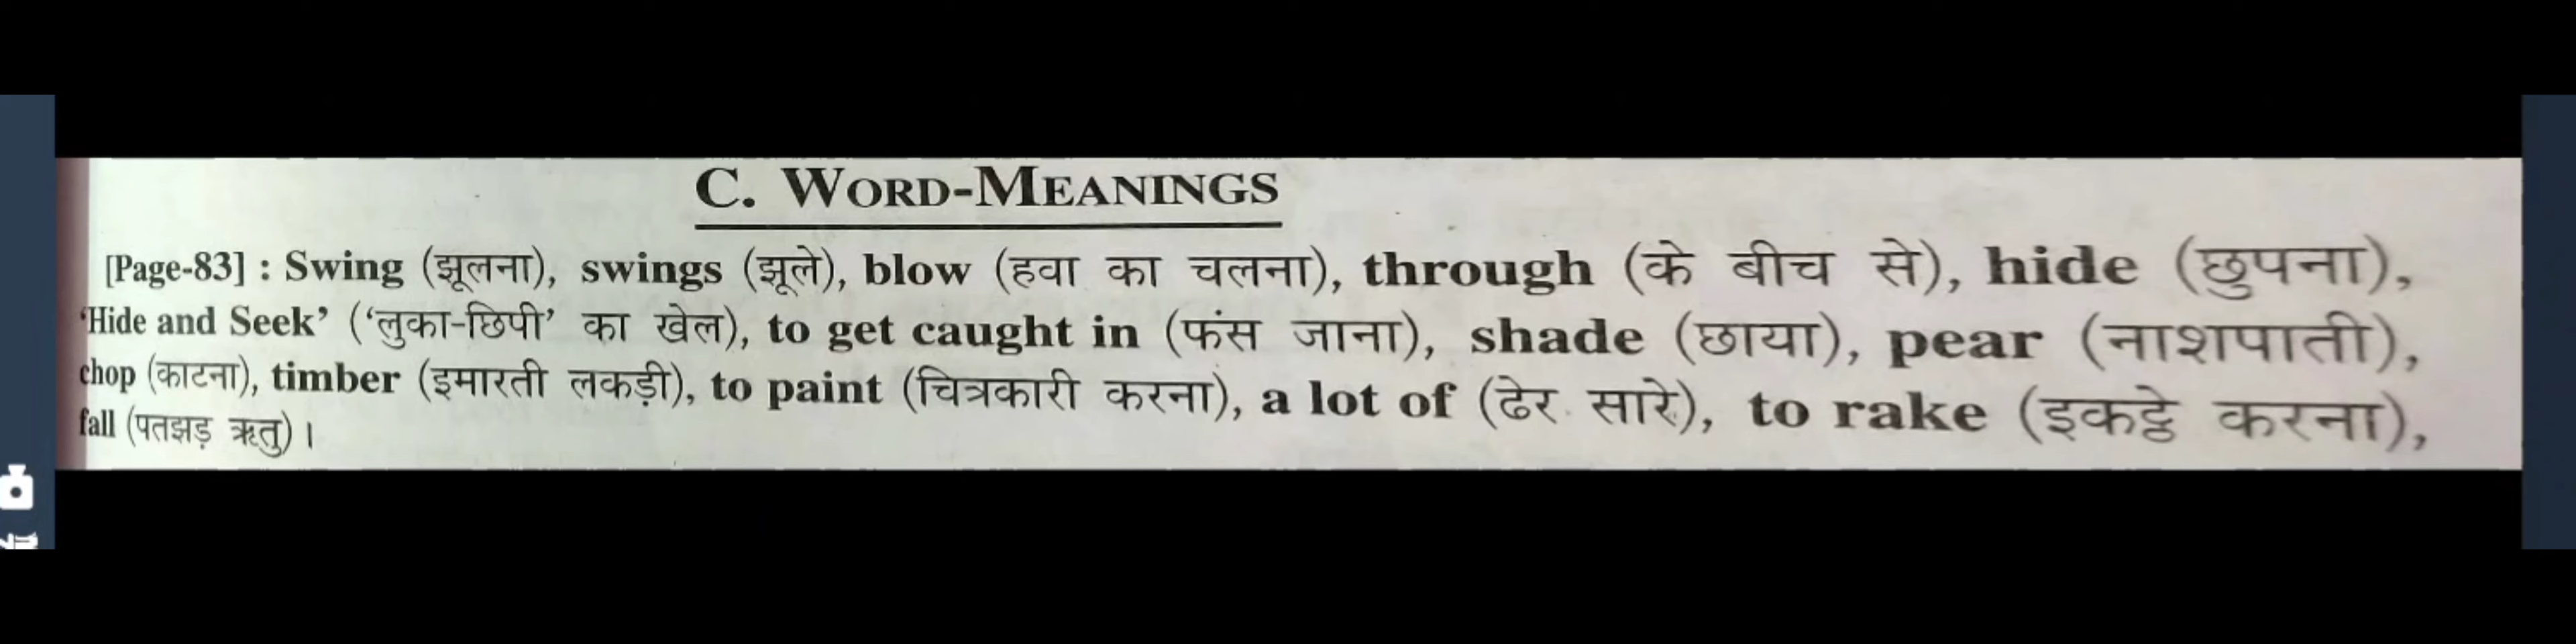 C. WORD-MEANINGS
[Page-83] : Swing (झूलना), swings (झूले), blow (हवा का चलना), through (के बीच से), hide (छुपना),
'Hide and Seek' ('लुका-छिपी' का खेल), to get caught in (फंस जाना), shade (छाया), pear (नाशपाती),
chop (काटना), timber (इमारती लकड़ी), to paint (चित्रकारी करना), a lot of (ढेर सारे), to rake (इकट्ठे करना),
fall (पतझड़ ऋतु)।